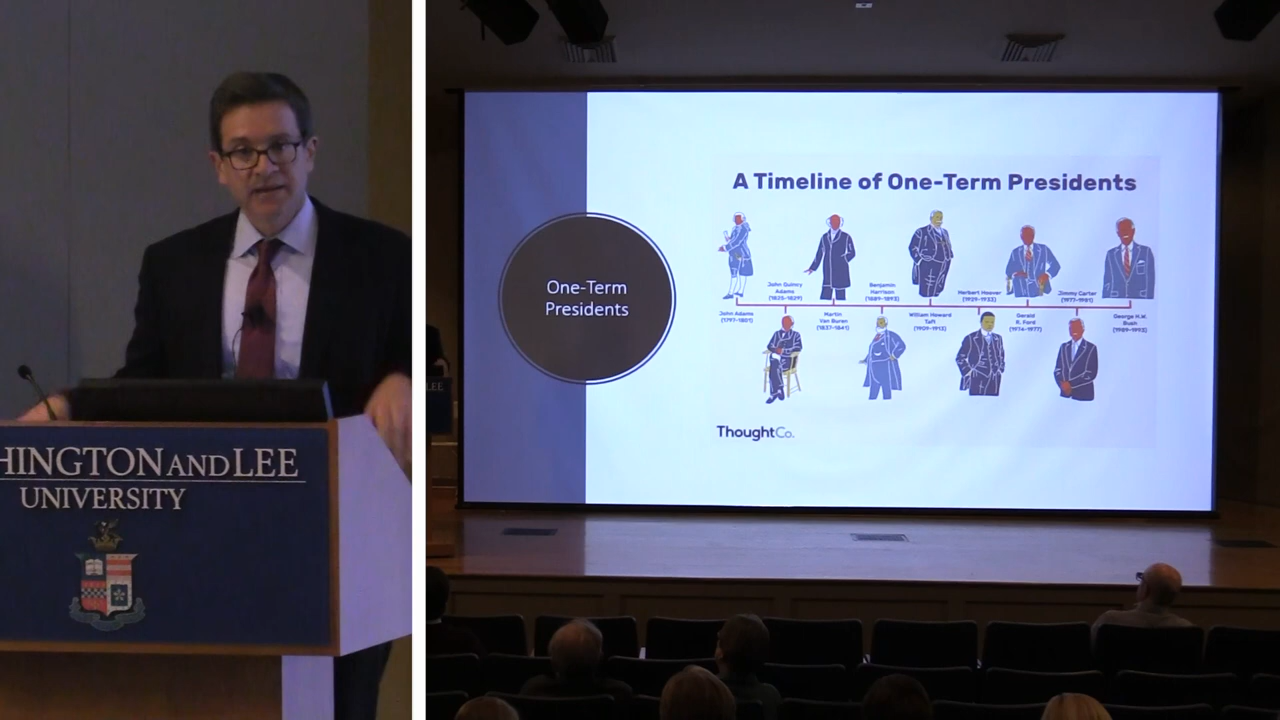 HINGTON AND LEE
UNIVERSITY
One-Term
Presidents
A Timeline of One-Term Presidents
John Adams
(1797-1801)
John Quincy
Adams
(1825-1829)
Martin
Van Buren
(1837-1841)
Benjamin
Harrison
(1889-1893)
William Howard
Taft
(1909-1913)
Herbert Hoover
(1929-1933)
Gerald
R. Ford
(1974-1977)
Jimmy Carter
(1977-1981)
George H.W.
Bush
(1989-1993)
ThoughtCo.
LEE